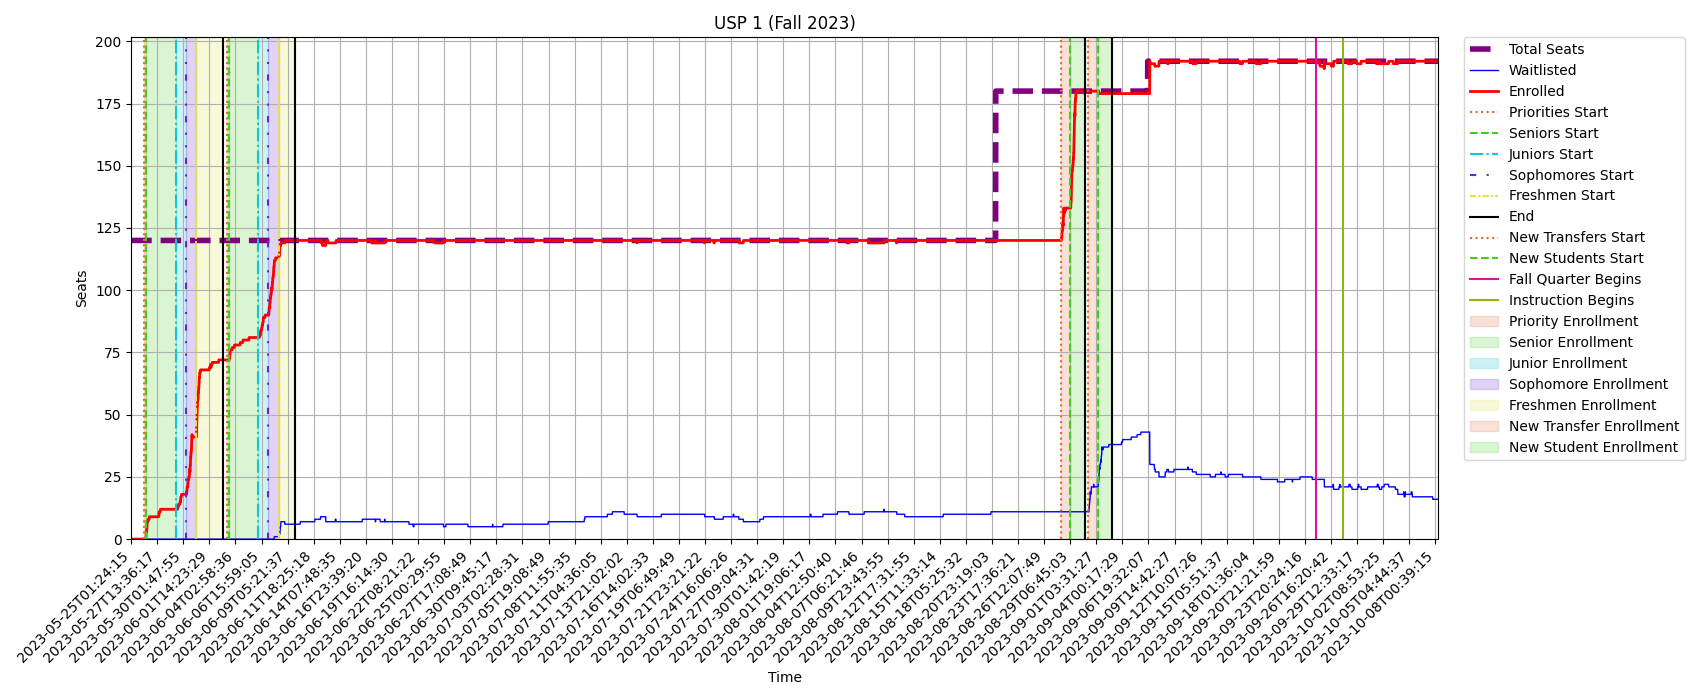 USP 1 (Fall 2023)
200
175
150
125
100
75
50
25
0
Seats
2023-05-25T01:24:15
2023-05-27T13:36:17
2023-05-30T01:47:55
2023-06-01T14:23:29
2023-06-04T02:58:36
2023-06-06T15:59:05
2023-06-09T05:21:37
2023-06-11T18:25:18
2023-06-14T07:48:35
2023-06-16T23:39:20
2023-06-19T16:14:30
2023-06-22T08:21:22
2023-06-25T00:29:55
2023-06-27T17:08:49
2023-06-30T09:45:17
2023-07-03T02:28:31
2023-07-05T19:08:49
2023-07-08T11:55:35
2023-07-11T04:36:05
2023-07-13T21:02:02
2023-07-16T14:02:33
2023-07-19T06:49:49
2023-07-21T23:21:22
2023-07-24T16:06:26
2023-07-27T09:04:31
2023-07-30T01:42:19
2023-08-01T19:06:17
2023-08-04T12:50:40
2023-08-07T06:21:46
2023-08-09T23:43:55
2023-08-12T17:31:55
2023-08-15T11:33:14
2023-08-18T05:25:32
2023-08-20T23:19:03
2023-08-23T17:36:21
2023-08-26T12:07:49
2023-08-29T06:45:03
2023-09-01T03:31:27
2023-09-04T00:17:29
2023-09-06T19:32:07
2023-09-09T14:42:27
2023-09-12T10:07:26
2023-09-15T05:51:37
2023-09-18T01:36:04
2023-09-20T21:21:59
2023-09-23T20:24:16
2023-09-26T16:20:42
2023-09-29T12:33:17
2023-10-02T08:53:25
2023-10-05T04:44:37
2023-10-08T00:39:15
Time
Total Seats
Waitlisted
Enrolled
Priorities Start
Seniors Start
Juniors Start
Sophomores Start
Freshmen Start
End
New Transfers Start
New Students Start
Fall Quarter Begins
Instruction Begins
Priority Enrollment
Senior Enrollment
Junior Enrollment
Sophomore Enrollment
Freshmen Enrollment
New Transfer Enrollment
New Student Enrollment